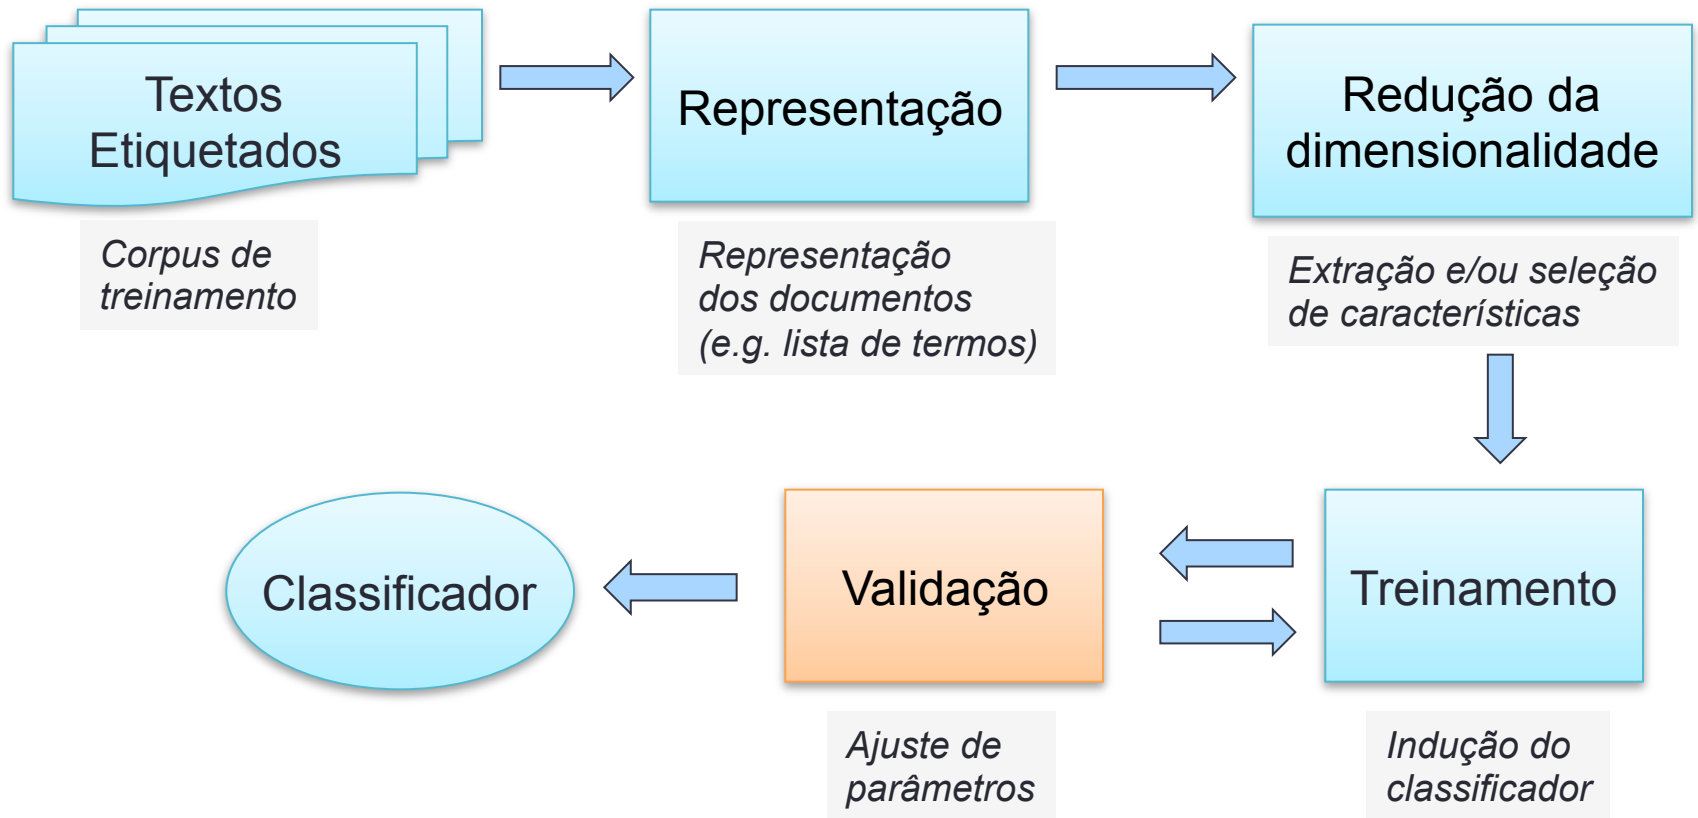 Textos
Etiquetados
Corpus de
treinamento
Representação
Representação
dos documentos
(e.g. lista de termos)
Redução da
dimensionalidade
Extração e/ou seleção
de características
Treinamento
Indução do
classificador
Validação
Ajuste de
parâmetros
Classificador